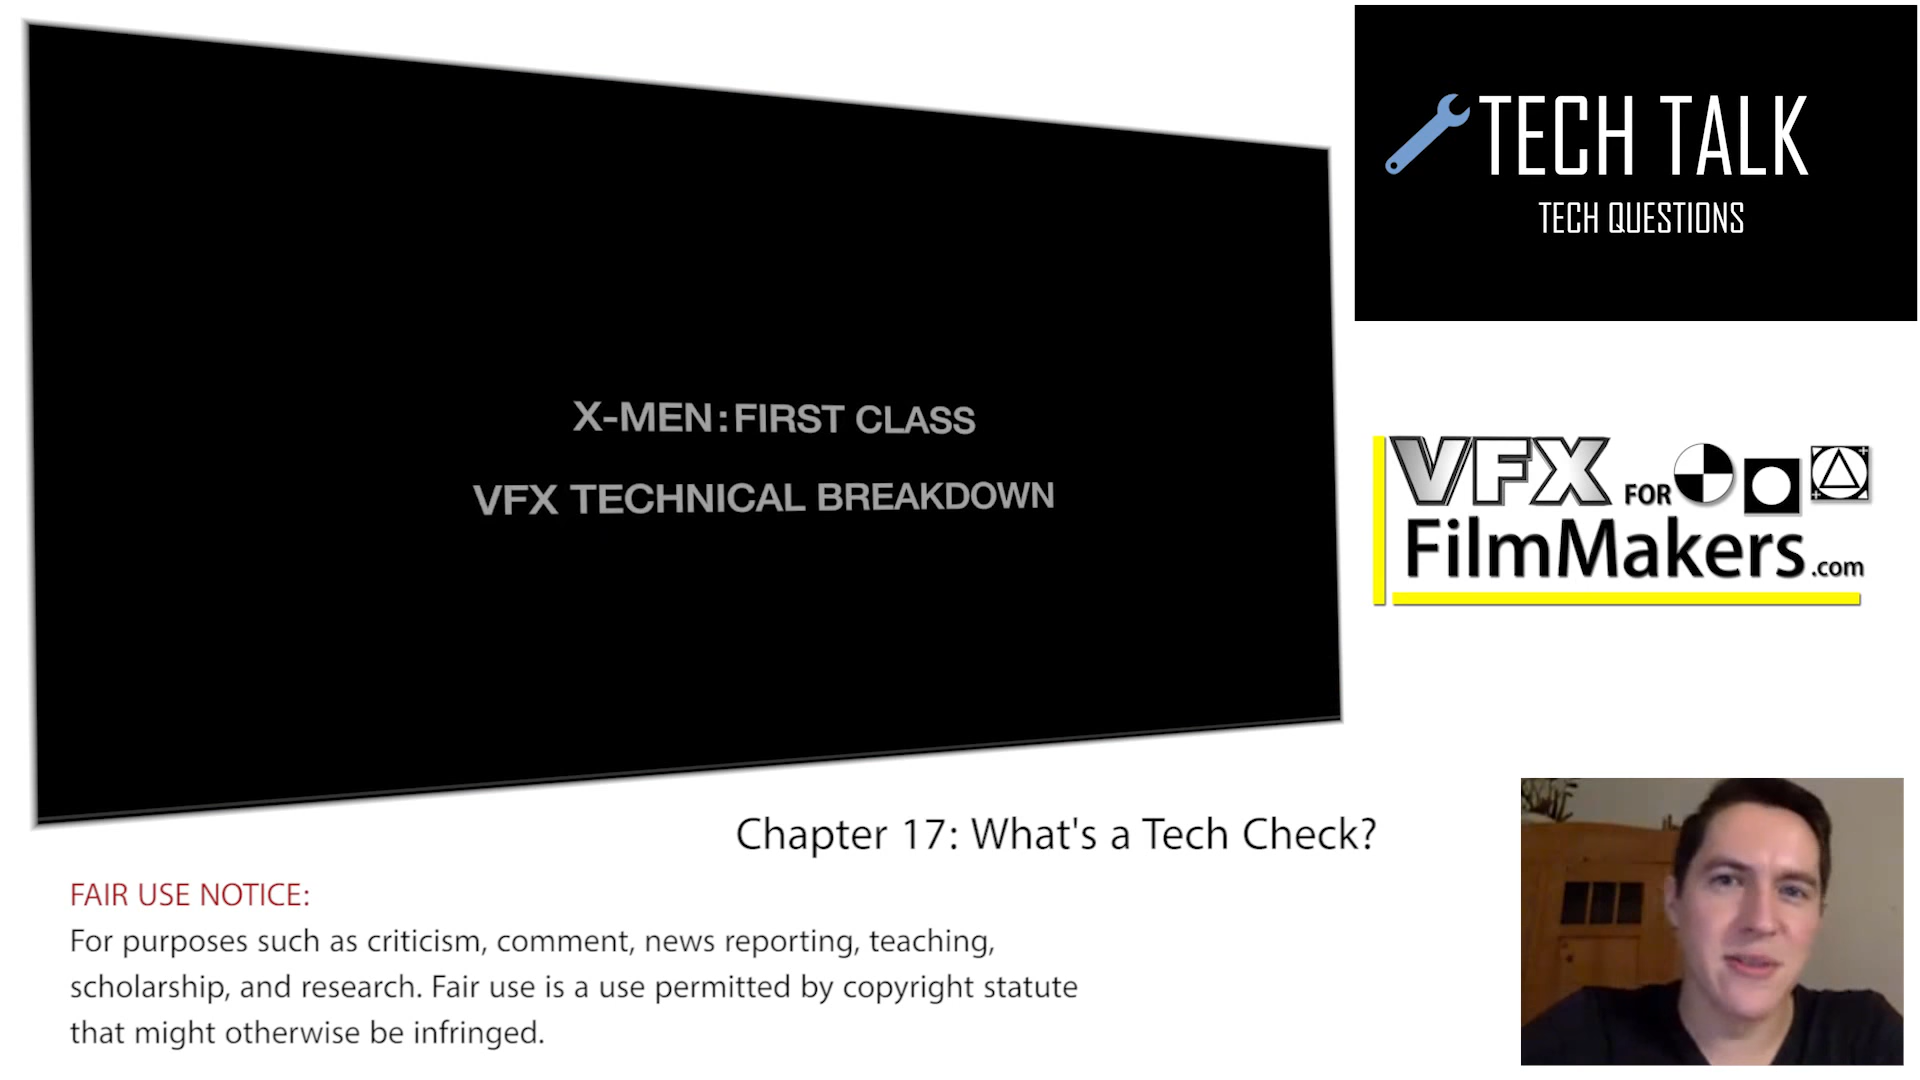 X-MEN: FIRST CLASS
VFX TECHNICAL BREAKDOWN
TECH TALK
TECH QUESTIONS
VFX FOR
FilmMakers.com
Chapter 17: What's a Tech Check?
FAIR USE NOTICE:
For purposes such as criticism, comment, news reporting, teaching,
scholarship, and research. Fair use is a use permitted by copyright statute
that might otherwise be infringed.